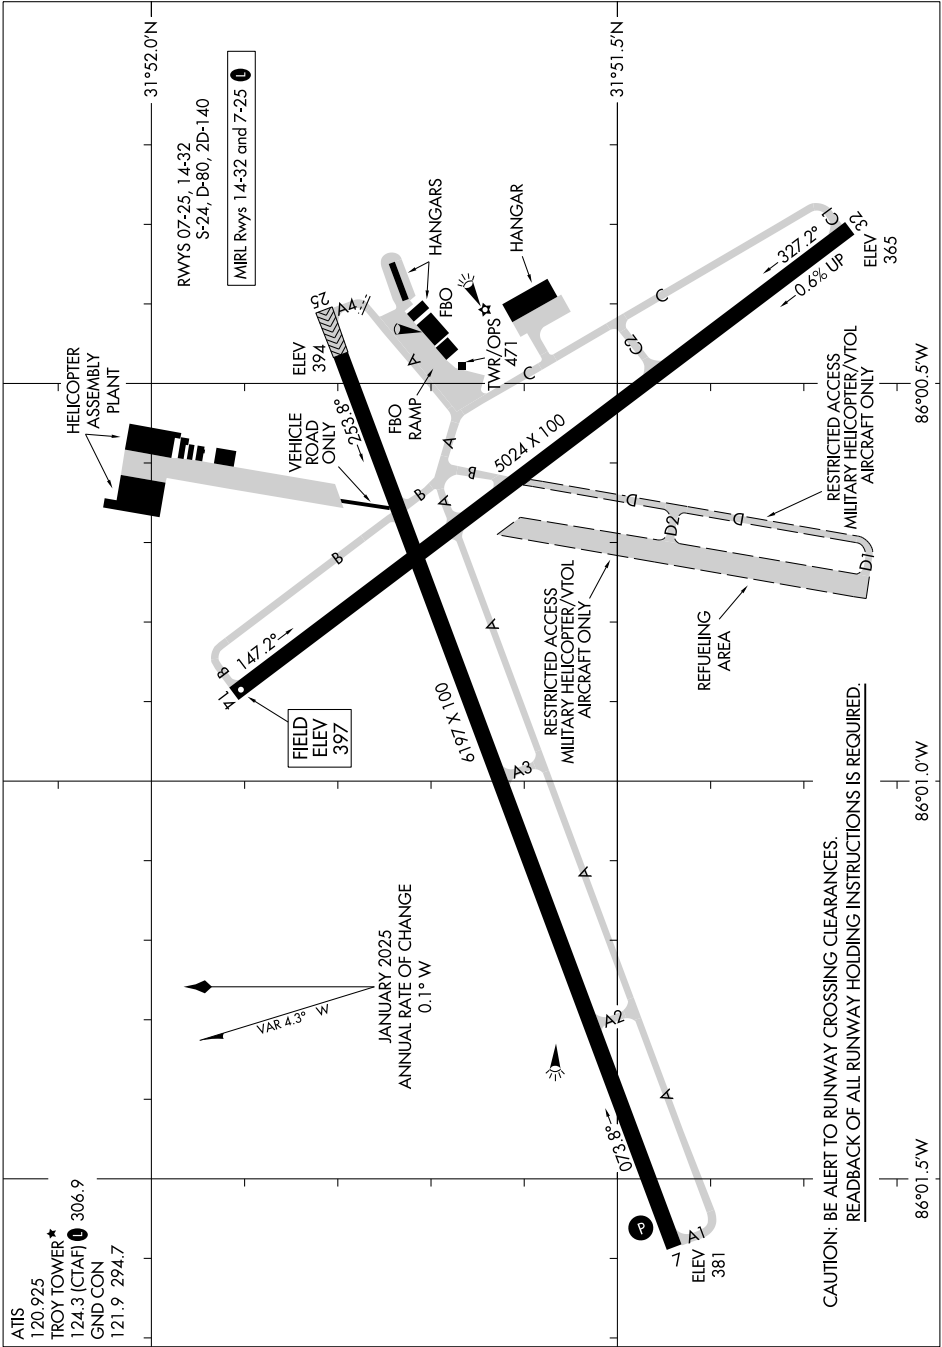 ATIS
120.925
TROY TOWER★
124.3 (CTAF) L 306.9
GND CON
121.9 294.7
RWYS 07-25, 14-32
S-24, D-80, 2D-140
MIRL Rwys 14-32 and 7-25 L
31°52.0'N
31°51.5'N
HELICOPTER
ASSEMBLY
PLANT
VEHICLE
ROAD
ONLY
ELEV
394
25
253.8°
A4
HANGARS
FBO
A
FBO
RAMP
TWR/OPS
471
HANGAR
C
C
C2
C1
32
ELEV
365
327.2°
0.6% UP
86°00.5'W
5024 X 100
A
B
B
A
B
B
147.2°
14
FIELD
ELEV
397
D
D2
D
D1
RESTRICTED ACCESS
MILITARY HELICOPTER/VTOL
AIRCRAFT ONLY
RESTRICTED ACCESS
MILITARY HELICOPTER/VTOL
AIRCRAFT ONLY
REFUELING
AREA
A
6197 X 100
A3
86°01.0'W
A
A2
A
073.8°
P
A1
7
ELEV
381
86°01.5'W
VAR 4.3° W
JANUARY 2025
ANNUAL RATE OF CHANGE
0.1° W
CAUTION: BE ALERT TO RUNWAY CROSSING CLEARANCES.
READBACK OF ALL RUNWAY HOLDING INSTRUCTIONS IS REQUIRED.